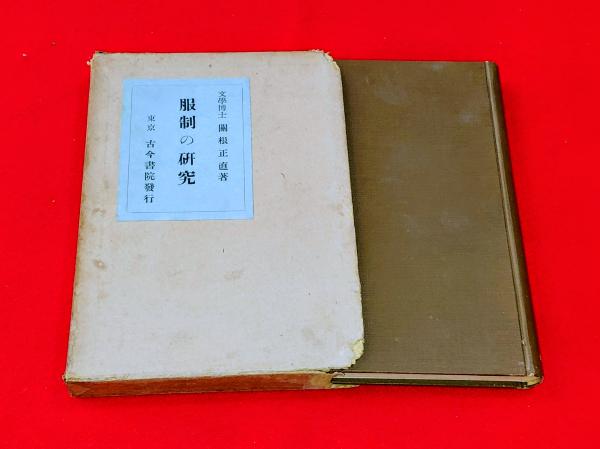 文學博士 關根正直著
服制の硏究
東京 古今書院發行